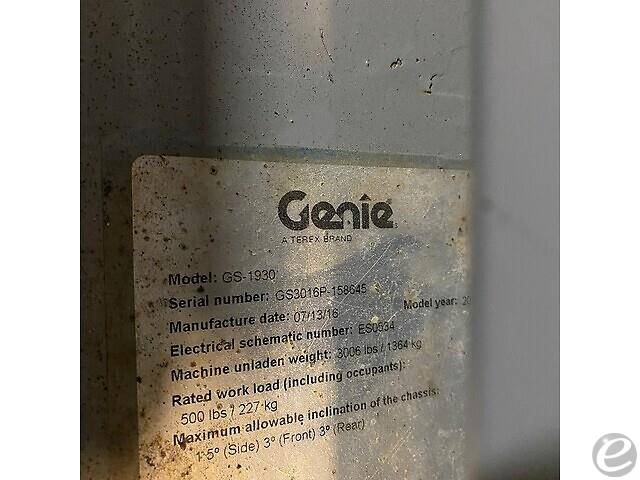 Genie
A TEREX BRAND
Model: GS-1930
Serial number: GS3016P-158645
Manufacture date: 07/13/16 Model year: 20
Electrical schematic number: ES0534
Machine unladen weight: 3006 lbs / 1364 kg
Rated work load (including occupants):
500 lbs / 227 kg
Maximum allowable inclination of the chassis:
1.5° (Side) 3° (Front) 3° (Rear)
e